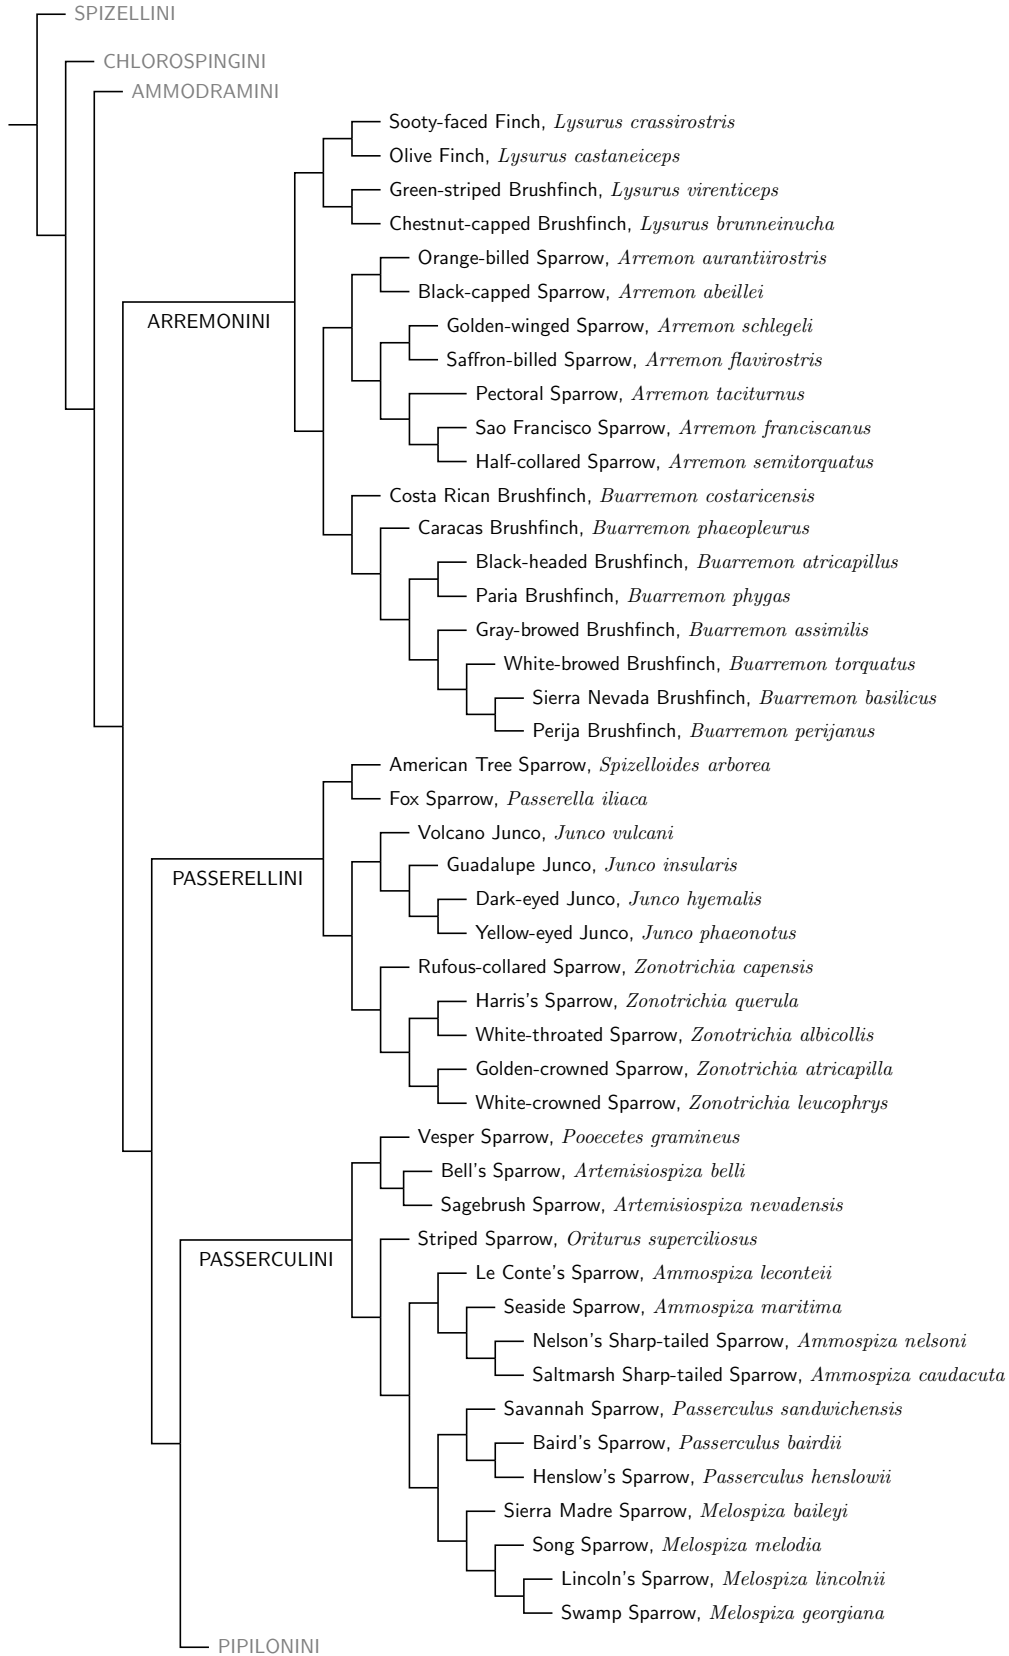 SPIZELLINI
CHLOROSPINGINI
AMMODRAMINI
Sooty-faced Finch, Lysurus crassirostris
Olive Finch, Lysurus castaneiceps
Green-striped Brushfinch, Lysurus virenticeps
Chestnut-capped Brushfinch, Lysurus brunneinucha
Orange-billed Sparrow, Arremon aurantiirostris
Black-capped Sparrow, Arremon abeillei
ARREMONINI
Golden-winged Sparrow, Arremon schlegeli
Saffron-billed Sparrow, Arremon flavirostris
Pectoral Sparrow, Arremon taciturnus
Sao Francisco Sparrow, Arremon franciscanus
Half-collared Sparrow, Arremon semitorquatus
Costa Rican Brushfinch, Buarremon costaricensis
Caracas Brushfinch, Buarremon phaeopleurus
Black-headed Brushfinch, Buarremon atricapillus
Paria Brushfinch, Buarremon phygas
Gray-browed Brushfinch, Buarremon assimilis
White-browed Brushfinch, Buarremon torquatus
Sierra Nevada Brushfinch, Buarremon basilicus
Perija Brushfinch, Buarremon perijanus
American Tree Sparrow, Spizelloides arborea
Fox Sparrow, Passerella iliaca
Volcano Junco, Junco vulcani
Guadalupe Junco, Junco insularis
PASSERELLINI
Dark-eyed Junco, Junco hyemalis
Yellow-eyed Junco, Junco phaeonotus
Rufous-collared Sparrow, Zonotrichia capensis
Harris's Sparrow, Zonotrichia querula
White-throated Sparrow, Zonotrichia albicollis
Golden-crowned Sparrow, Zonotrichia atricapilla
White-crowned Sparrow, Zonotrichia leucophrys
Vesper Sparrow, Pooecetes gramineus
Bell's Sparrow, Artemisiospiza belli
Sagebrush Sparrow, Artemisiospiza nevadensis
Striped Sparrow, Oriturus superciliosus
PASSERCULINI
Le Conte's Sparrow, Ammospiza leconteii
Seaside Sparrow, Ammospiza maritima
Nelson's Sharp-tailed Sparrow, Ammospiza nelsoni
Saltmarsh Sharp-tailed Sparrow, Ammospiza caudacuta
Savannah Sparrow, Passerculus sandwichensis
Baird's Sparrow, Passerculus bairdii
Henslow's Sparrow, Passerculus henslowii
Sierra Madre Sparrow, Melospiza baileyi
Song Sparrow, Melospiza melodia
Lincoln's Sparrow, Melospiza lincolnii
Swamp Sparrow, Melospiza georgiana
PIPILONINI